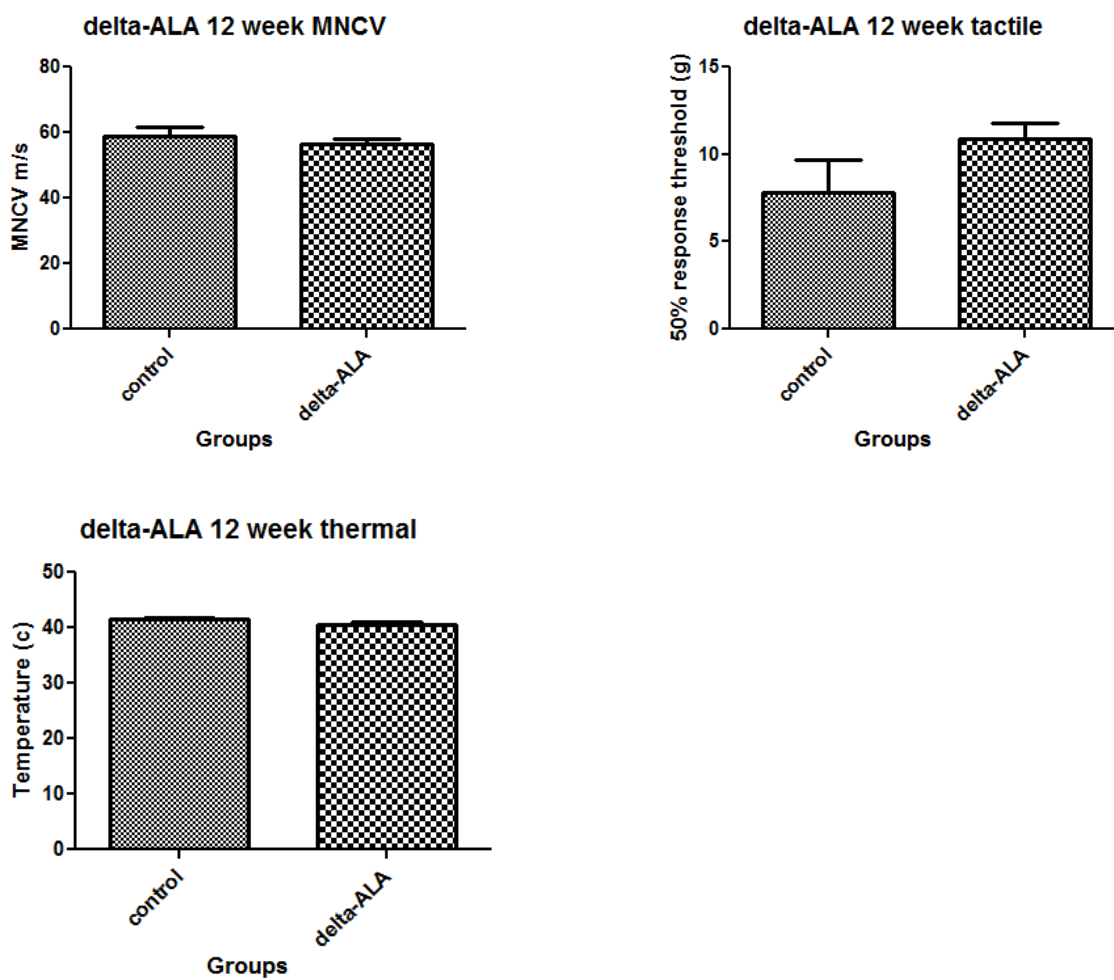 delta-ALA 12 week MNCV
MNCV m/s
80
60
40
20
0
control
delta-ALA
Groups
delta-ALA 12 week tactile
50% response threshold (g)
15
10
5
0
control
delta-ALA
Groups
delta-ALA 12 week thermal
Temperature (c)
50
40
30
20
10
0
control
delta-ALA
Groups